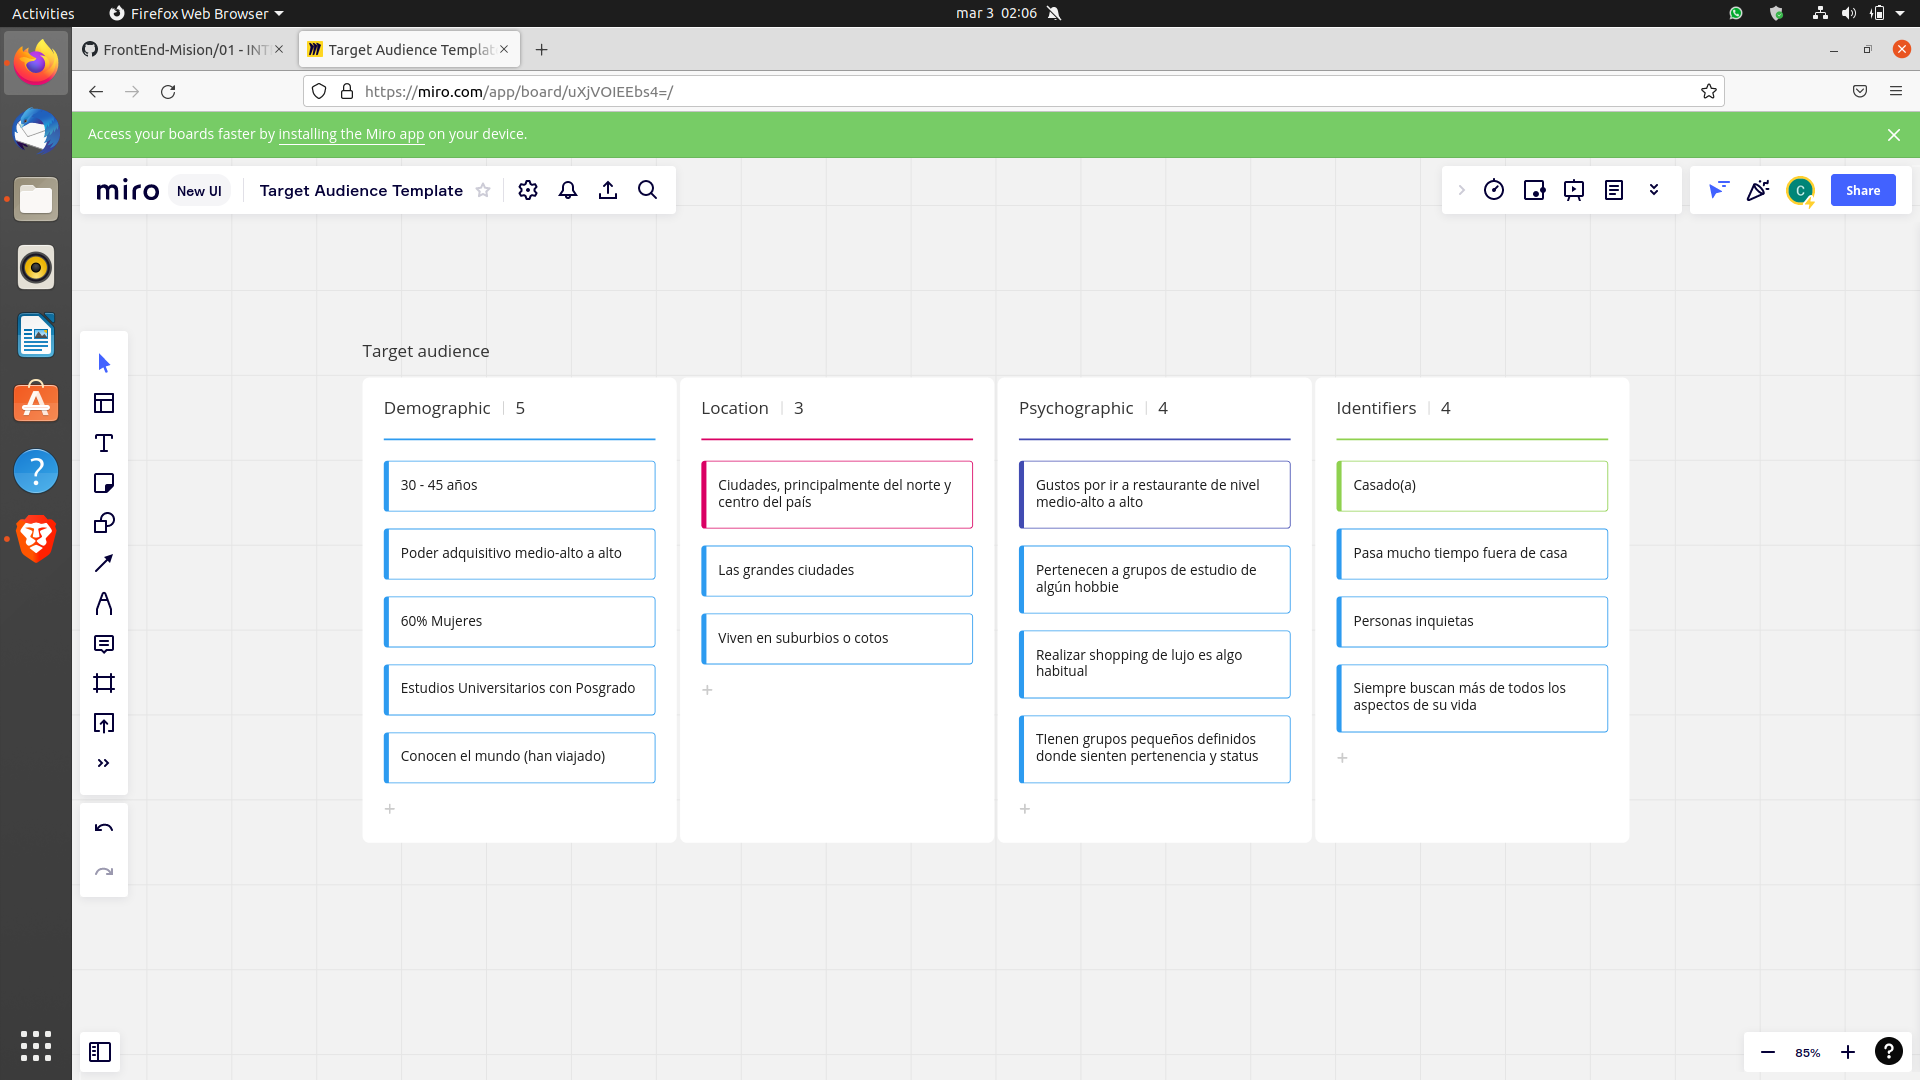 Activities
Firefox Web Browser
mar 3 02:06
FrontEnd-Mision/01 - INT
Target Audience Templat
https://miro.com/app/board/uXjVOIEEbs4=/
Access your boards faster by installing the Miro app on your device.
miro
New UI
Target Audience Template
C
Share
Target audience
Demographic 5
30 - 45 años
Poder adquisitivo medio-alto a alto
60% Mujeres
Estudios Universitarios con Posgrado
Conocen el mundo (han viajado)
+
Location 3
Ciudades, principalmente del norte y
centro del país
Las grandes ciudades
Viven en suburbios o cotos
+
Psychographic 4
Gustos por ir a restaurante de nivel
medio-alto a alto
Pertenecen a grupos de estudio de
algún hobbie
Realizar shopping de lujo es algo
habitual
TIenen grupos pequeños definidos
donde sienten pertenencia y status
+
Identifiers 4
Casado(a)
Pasa mucho tiempo fuera de casa
Personas inquietas
Siempre buscan más de todos los
aspectos de su vida
+
85%
?